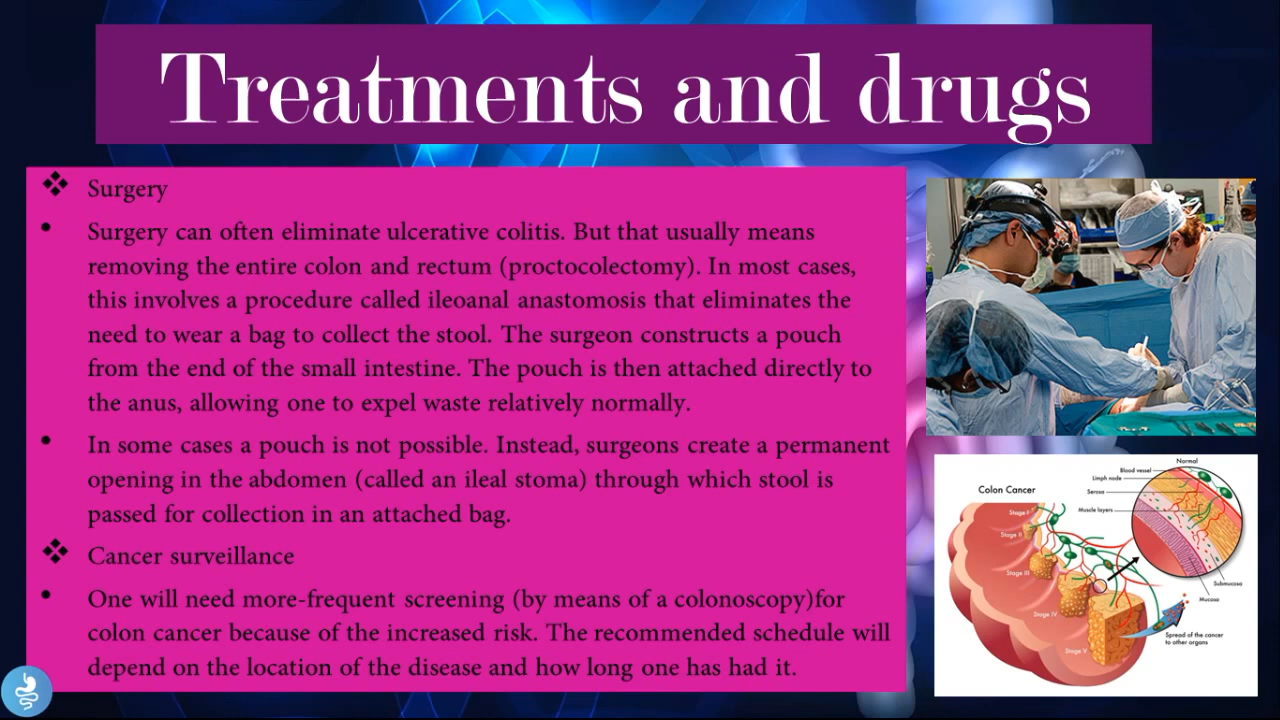 Treatments and drugs
❖ Surgery
• Surgery can often eliminate ulcerative colitis. But that usually means
removing the entire colon and rectum (proctocolectomy). In most cases,
this involves a procedure called ileoanal anastomosis that eliminates the
need to wear a bag to collect the stool. The surgeon constructs a pouch
from the end of the small intestine. The pouch is then attached directly to
the anus, allowing one to expel waste relatively normally.
• In some cases a pouch is not possible. Instead, surgeons create a permanent
opening in the abdomen (called an ileal stoma) through which stool is
passed for collection in an attached bag.
❖ Cancer surveillance
• One will need more-frequent screening (by means of a colonoscopy)for
colon cancer because of the increased risk. The recommended schedule will
depend on the location of the disease and how long one has had it.
Colon Cancer
Normal
Blood vessel
Limph node
Serosa
Muscle layers
Submucosa
Mucosa
Stage I
Stage II
Stage III
Stage IV
Stage V
Spread of the cancer
to other organs